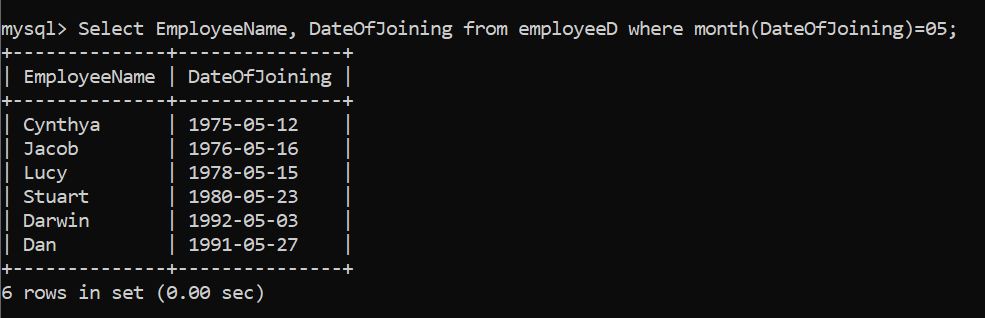 mysql> Select EmployeeName, DateOfJoining from employeeD where month(DateOfJoining)=05;
+--------------+---------------+
| EmployeeName | DateOfJoining |
+--------------+---------------+
| Cynthya      | 1975-05-12    |
| Jacob        | 1976-05-16    |
| Lucy         | 1978-05-15    |
| Stuart       | 1980-05-23    |
| Darwin       | 1992-05-03    |
| Dan          | 1991-05-27    |
+--------------+---------------+
6 rows in set (0.00 sec)